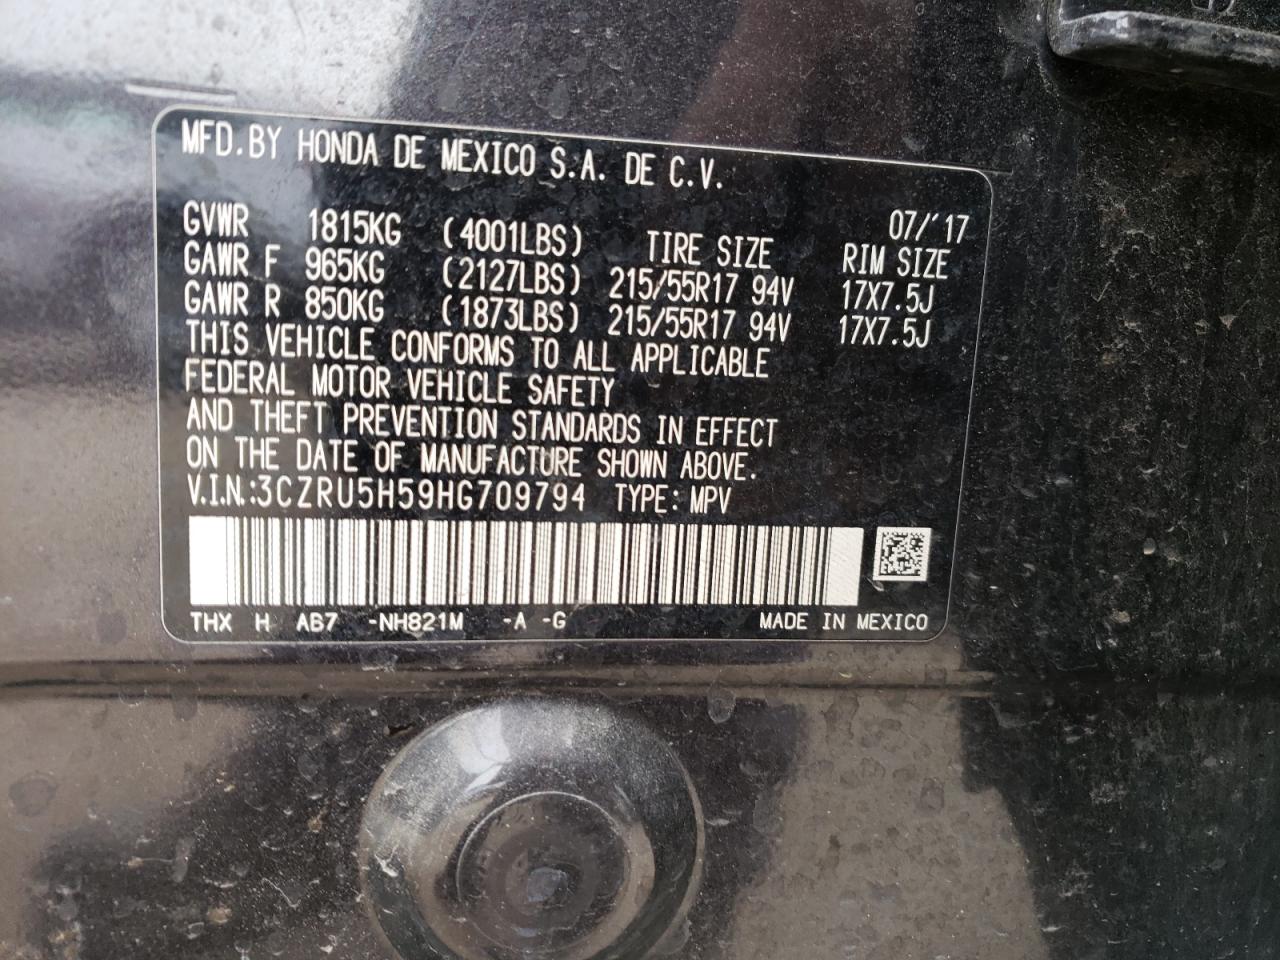 MFD.BY HONDA DE MEXICO S.A. DE C.V.
07/'17
GVWR 1815KG (4001LBS) TIRE SIZE RIM SIZE
GAWR F 965KG (2127LBS) 215/55R17 94V 17X7.5J
GAWR R 850KG (1873LBS) 215/55R17 94V 17X7.5J
THIS VEHICLE CONFORMS TO ALL APPLICABLE
FEDERAL MOTOR VEHICLE SAFETY
AND THEFT PREVENTION STANDARDS IN EFFECT
ON THE DATE OF MANUFACTURE SHOWN ABOVE.
V.I.N.:3CZRU5H59HG709794 TYPE: MPV
THX H AB7 -NH821M -A -G MADE IN MEXICO